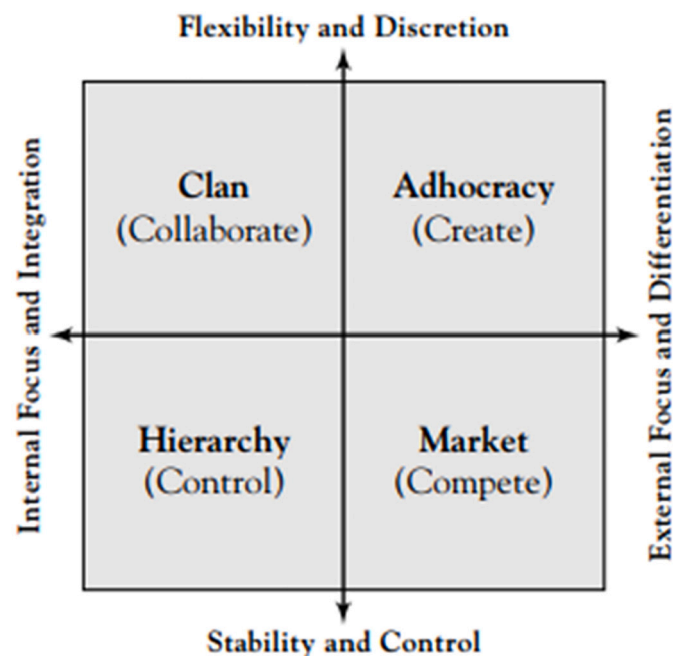 Flexibility and Discretion
Internal Focus and Integration
Clan
(Collaborate)
Adhocracy
(Create)
External Focus and Differentiation
Hierarchy
(Control)
Market
(Compete)
Stability and Control